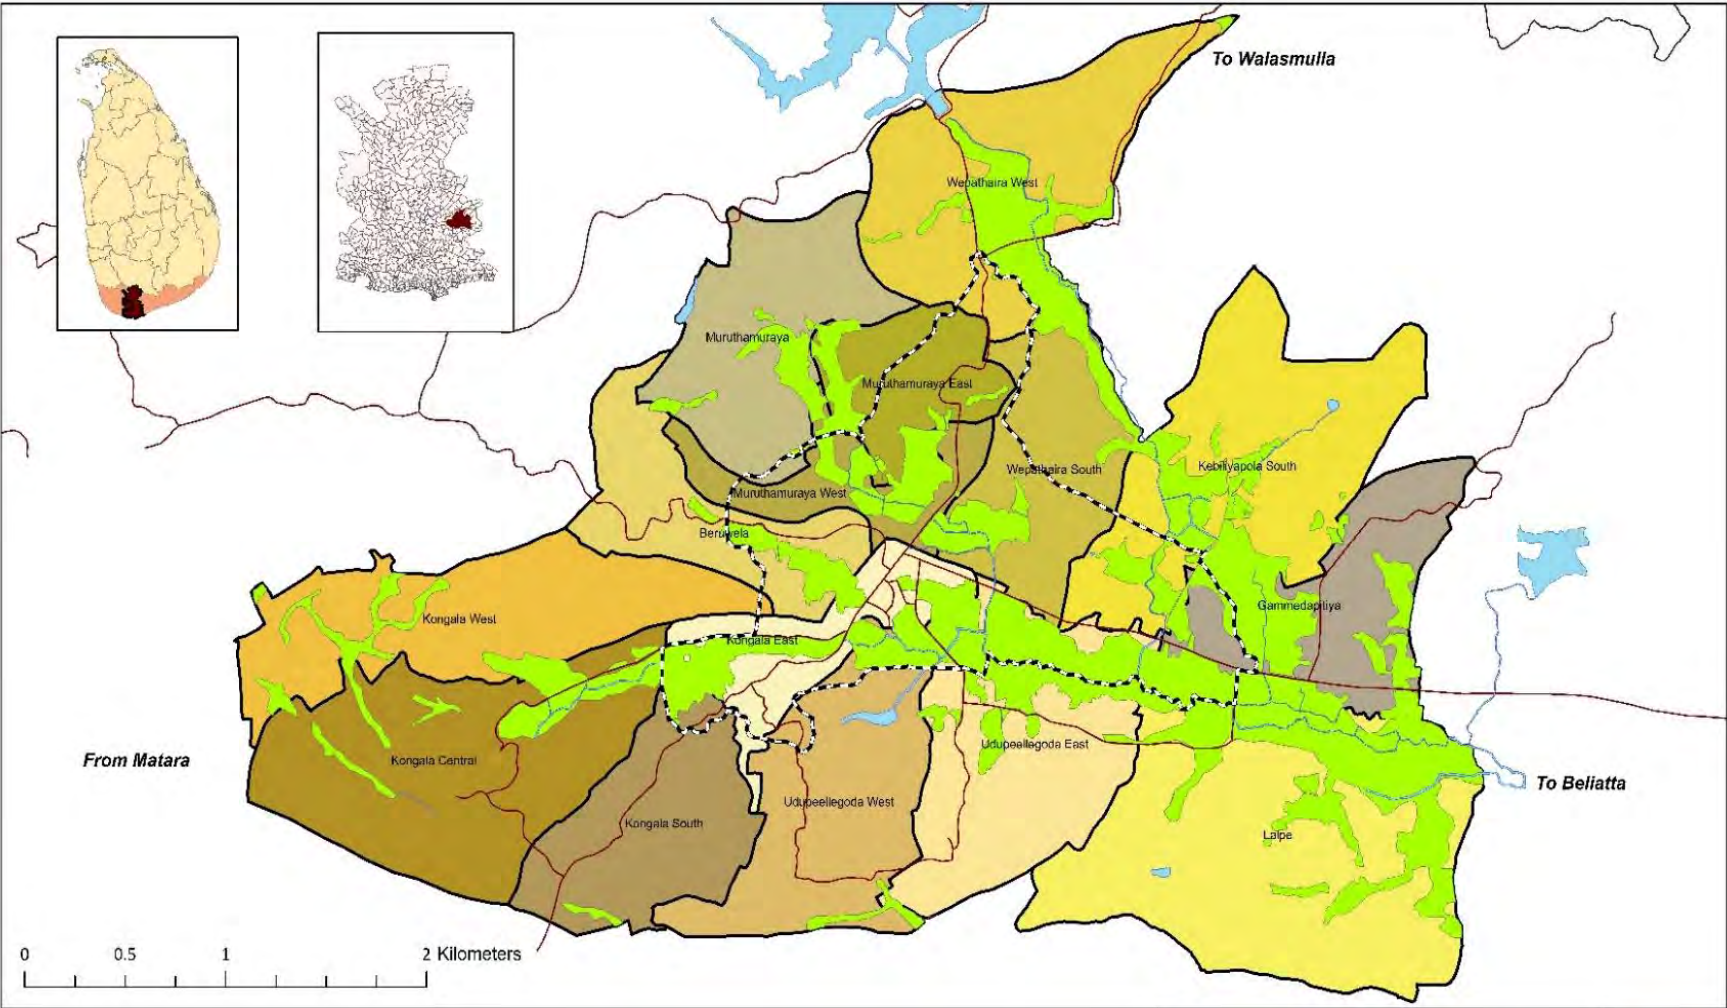 To Walasmulla
Wepathaira West
Muruthamuraya
Muruthamuraya East
Wepathaira South
Kebiliyapola South
Muruthamuraya West
Beruwela
Gammedapitiya
Kongala West
Kongala East
Udupeellegoda East
From Matara
Kongala Central
To Beliatta
Udupeellegoda West
Kongala South
Lalpe
0 0.5 1 2 Kilometers